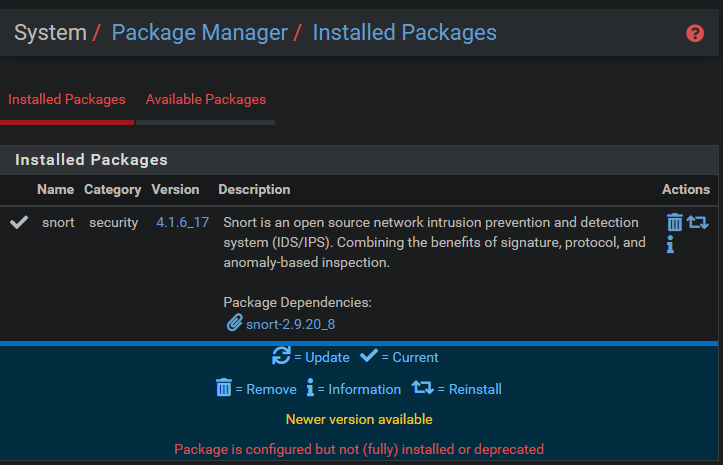 System / Package Manager / Installed Packages
Installed Packages Available Packages
Installed Packages
Name Category Version Description Actions
snort security 4.1.6_17 Snort is an open source network intrusion prevention and detection
system (IDS/IPS). Combining the benefits of signature, protocol, and
anomaly-based inspection.
Package Dependencies:
snort-2.9.20_8
= Update = Current
= Remove = Information = Reinstall
Newer version available
Package is configured but not (fully) installed or deprecated